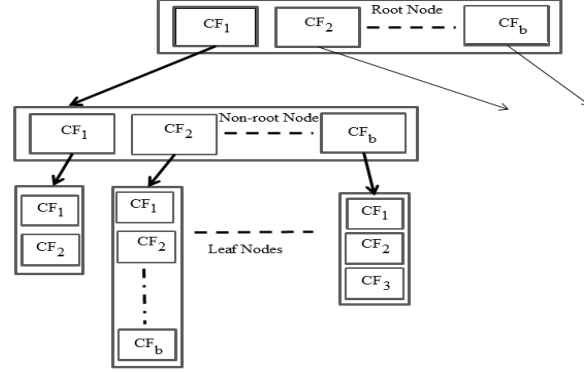 Root Node
CF1 CF2 CFb
Non-root Node
CF1 CF2 CFb
CF1 CF1 CF1
CF2 CF2 CF2
Leaf Nodes
CF3
CFb